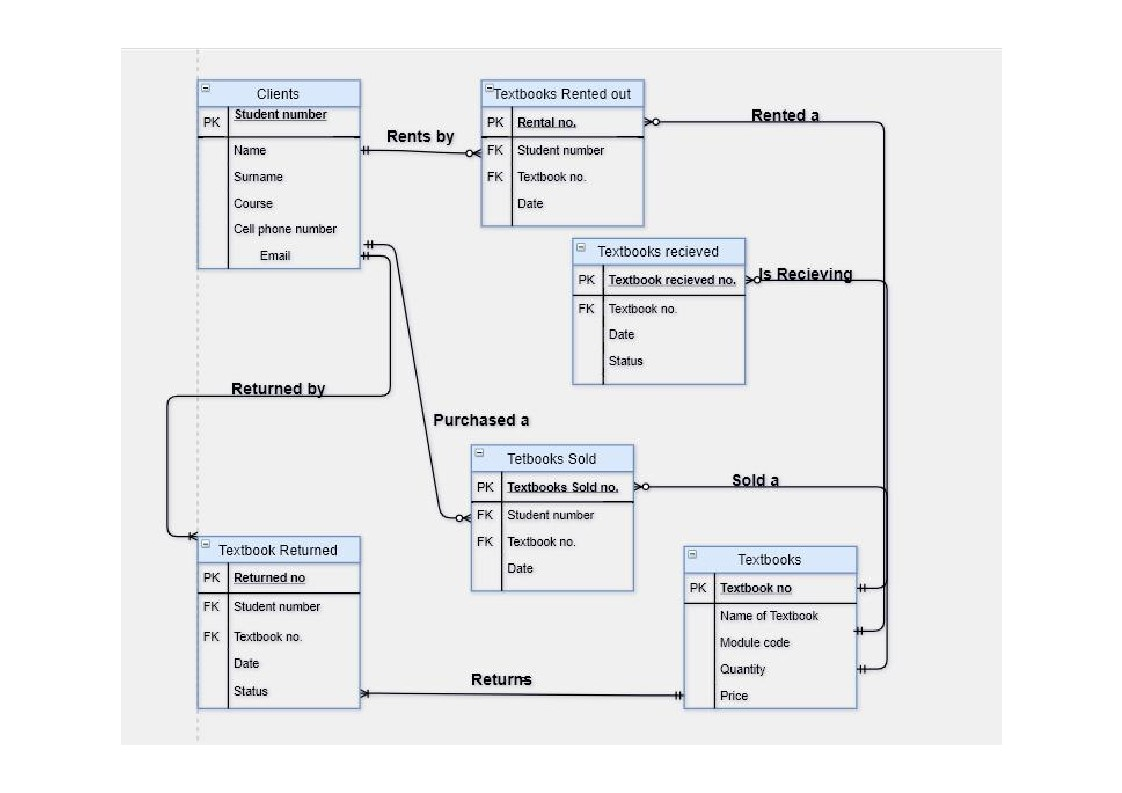 Clients
PK Student number
Name
Surname
Course
Cell phone number
Email
Rents by
Textbooks Rented out
PK Rental no.
FK Student number
FK Textbook no.
Date
Rented a
Textbooks recieved
PK Textbook recieved no.
FK Textbook no.
Date
Status
Is Recieving
Returned by
Purchased a
Tetbooks Sold
PK Textbooks Sold no.
FK Student number
FK Textbook no.
Date
Sold a
Textbook Returned
PK Returned no
FK Student number
FK Textbook no.
Date
Status
Returns
Textbooks
PK Textbook no
Name of Textbook
Module code
Quantity
Price